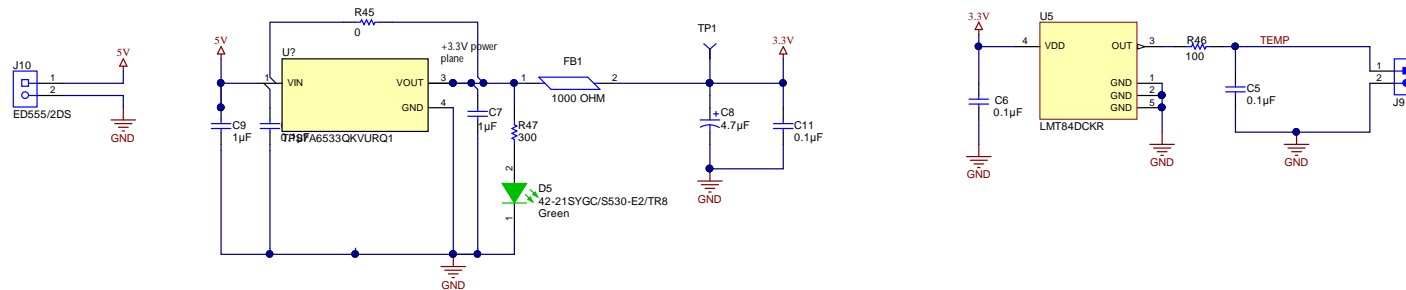 J10
1
2
ED555/2DS
5V
GND
5V
C9
1µF
R45
0
U?
1
VIN
VOUT
3
GND
4
+3.3V power
plane
C7
1µF
1
FB1
2
1000 OHM
R47
300
2
D5
42-21SYGC/S530-E2/TR8
Green
1
GND
TP1
3.3V
C8
+
4.7µF
C11
0.1µF
GND
3.3V
C6
0.1µF
GND
U5
4
VDD
OUT
3
GND
1
GND
2
GND
5
LMT84DCKR
GND
R46
100
TEMP
C5
0.1µF
GND
1
2
J9